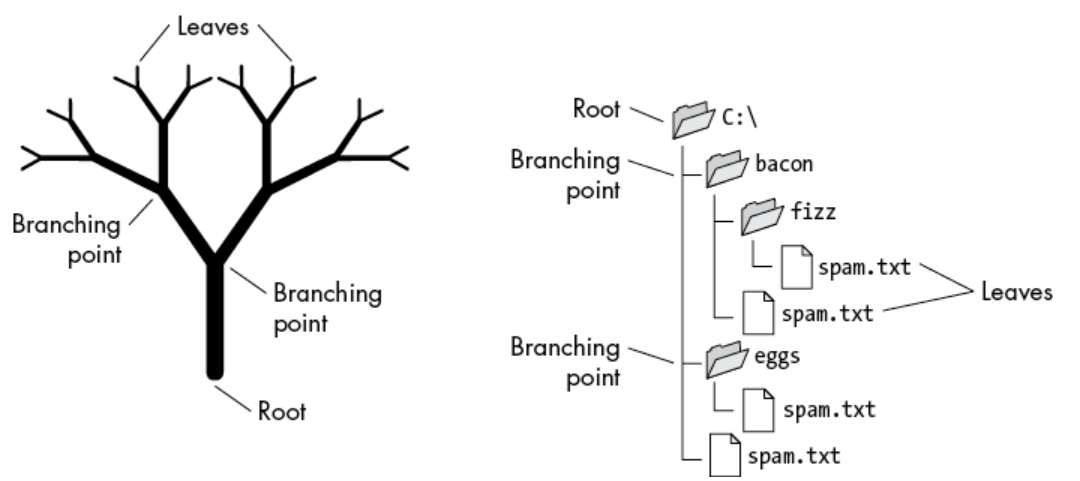 Leaves
Branching
point
Branching
point
Root
Root
C:\
Branching
point
bacon
fizz
spam.txt
Leaves
spam.txt
Branching
point
eggs
spam.txt
spam.txt